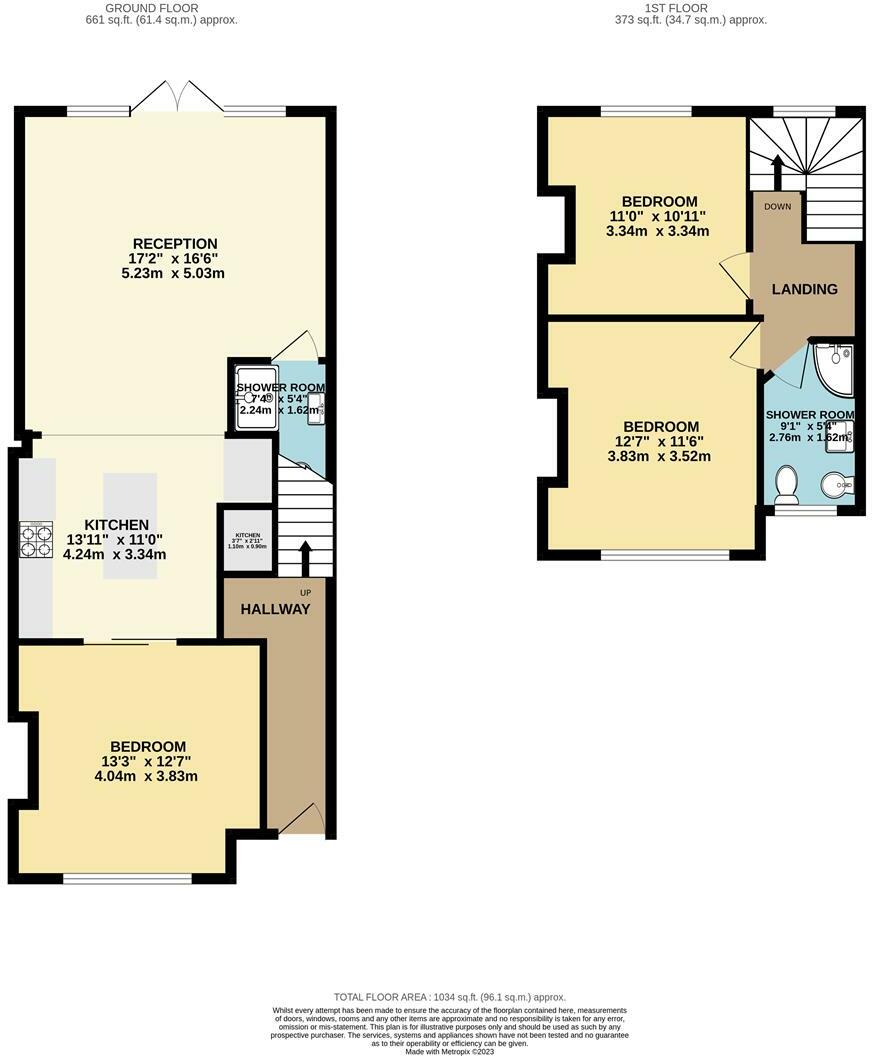 GROUND FLOOR
661 sq.ft. (61.4 sq.m.) approx.
1ST FLOOR
373 sq.ft. (34.7 sq.m.) approx.
RECEPTION
17'2" x 16'6"
5.23m x 5.03m
SHOWER ROOM
7'4" x 5'4"
2.24m x 1.62m
KITCHEN
13'11" x 11'0"
4.24m x 3.34m
KITCHEN
3'7" x 2'11"
1.10m x 0.90m
UP
HALLWAY
BEDROOM
13'3" x 12'7"
4.04m x 3.83m
BEDROOM
11'0" x 10'11"
3.34m x 3.34m
DOWN
LANDING
BEDROOM
12'7" x 11'6"
3.83m x 3.52m
SHOWER ROOM
9'1" x 5'4"
2.76m x 1.62m
TOTAL FLOOR AREA : 1034 sq.ft. (96.1 sq.m.) approx.
Whilst every attempt has been made to ensure the accuracy of the floorplan contained here, measurements
of doors, windows, rooms and any other items are approximate and no responsibility is taken for any error,
omission or mis-statement. This plan is for illustrative purposes only and should be used as such by any
prospective purchaser. The services, systems and appliances shown have not been tested and no guarantee
as to their operability or efficiency can be given.
Made with Metropix ©2023